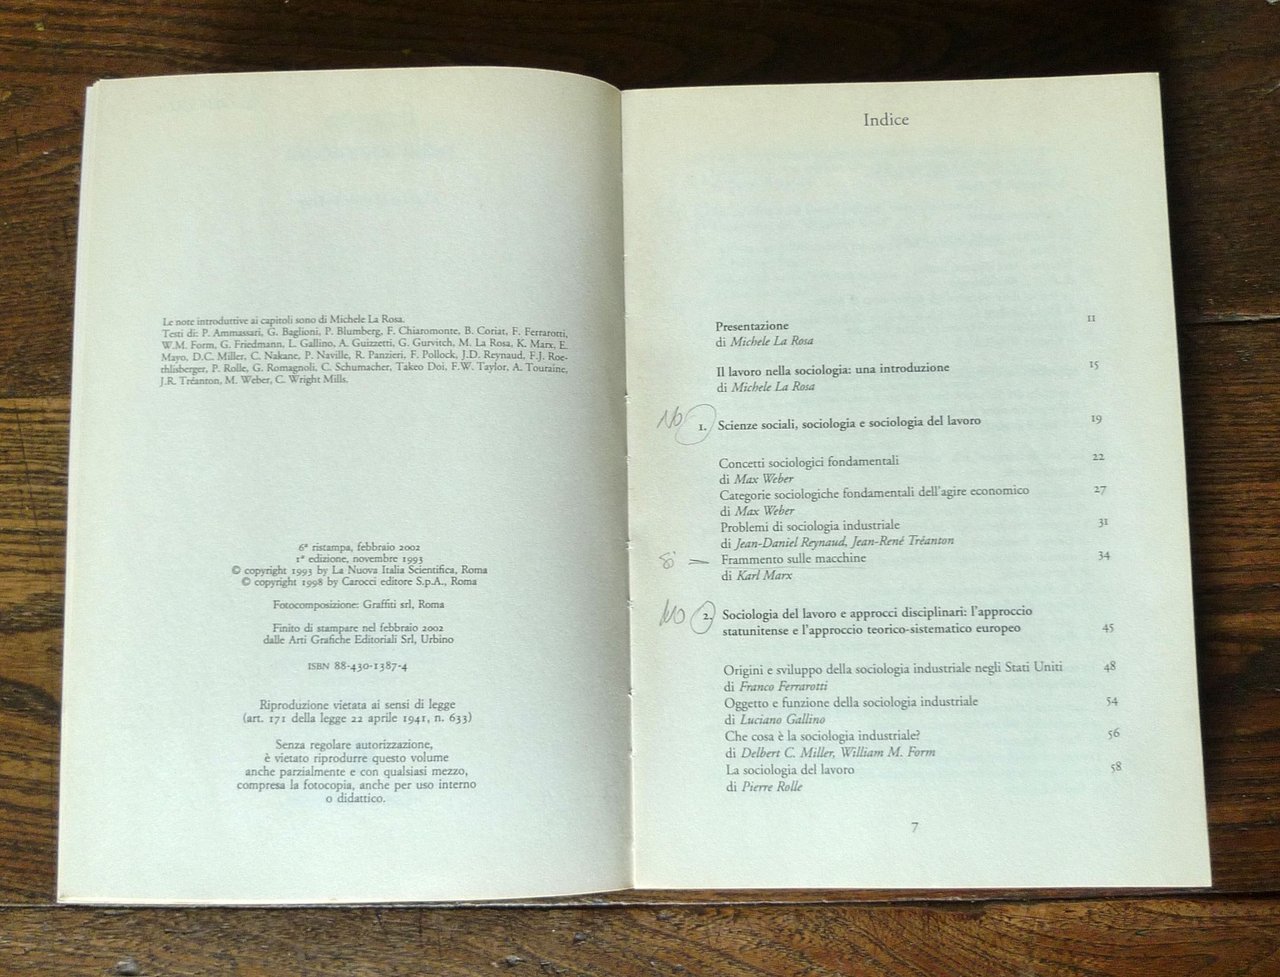 Le note introduttive ai capitoli sono di Michele La Rosa.
Testi di: P. Ammassari, G. Baglioni, P. Blumberg, F. Chiaromonte, B. Coriat, F. Ferrarotti,
W.M. Form, G. Friedmann, L. Gallino, A. Guizzetti, G. Gurvitch, M. La Rosa, K. Marx, E.
Mayo, D.C. Miller, C. Nakane, P. Naville, R. Panzieri, F. Pollock, J.D. Reynaud, F.J. Roe-
thlisberger, P. Rolle, G. Romagnoli, C. Schumacher, Takeo Doi, F.W. Taylor, A. Touraine,
J.R. Tréanton, M. Weber, C. Wright Mills.
6ª ristampa, febbraio 2002
1ª edizione, novembre 1993
© copyright 1993 by La Nuova Italia Scientifica, Roma
© copyright 1998 by Carocci editore S.p.A., Roma
Fotocomposizione: Graffiti srl, Roma
Finito di stampare nel febbraio 2002
dalle Arti Grafiche Editoriali Srl, Urbino
ISBN 88-430-1387-4
Riproduzione vietata ai sensi di legge
(art. 171 della legge 22 aprile 1941, n. 633)
Senza regolare autorizzazione,
è vietato riprodurre questo volume
anche parzialmente e con qualsiasi mezzo,
compresa la fotocopia, anche per uso interno
o didattico.
Indice
Presentazione 11
di Michele La Rosa
Il lavoro nella sociologia: una introduzione 15
di Michele La Rosa
NO 1. Scienze sociali, sociologia e sociologia del lavoro 19
Concetti sociologici fondamentali 22
di Max Weber
Categorie sociologiche fondamentali dell'agire economico 27
di Max Weber
Problemi di sociologia industriale 31
di Jean-Daniel Reynaud, Jean-René Tréanton
Si — Frammento sulle macchine 34
di Karl Marx
NO 2. Sociologia del lavoro e approcci disciplinari: l'approccio
statunitense e l'approccio teorico-sistematico europeo 45
Origini e sviluppo della sociologia industriale negli Stati Uniti 48
di Franco Ferrarotti
Oggetto e funzione della sociologia industriale 54
di Luciano Gallino
Che cosa è la sociologia industriale? 56
di Delbert C. Miller, William M. Form
La sociologia del lavoro 58
di Pierre Rolle
7